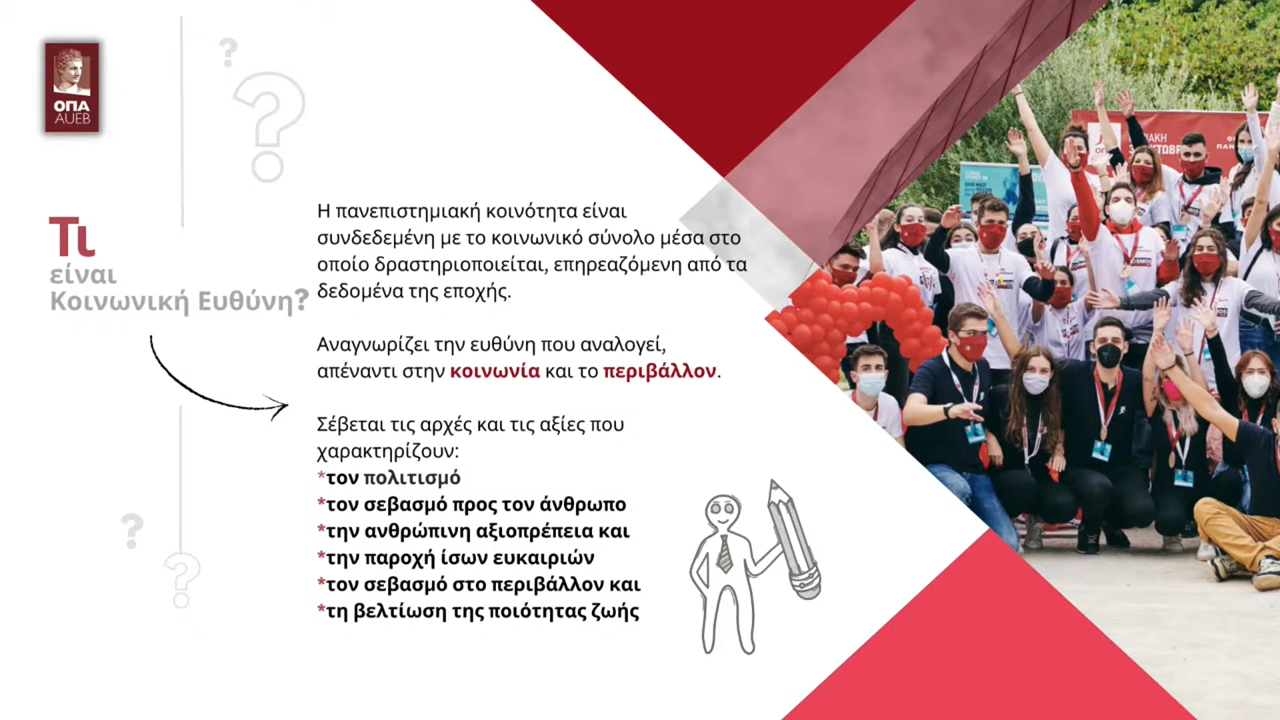 ΟΠΑ
AUEB
Τι
είναι
Κοινωνική Ευθύνη?
Η πανεπιστημιακή κοινότητα είναι
συνδεδεμένη με το κοινωνικό σύνολο μέσα στο
οποίο δραστηριοποιείται, επηρεαζόμενη από τα
δεδομένα της εποχής.
Αναγνωρίζει την ευθύνη που αναλογεί,
απέναντι στην κοινωνία και το περιβάλλον.
Σέβεται τις αρχές και τις αξίες που
χαρακτηρίζουν:
*τον πολιτισμό
*τον σεβασμό προς τον άνθρωπο
*την ανθρώπινη αξιοπρέπεια και
*την παροχή ίσων ευκαιριών
*τον σεβασμό στο περιβάλλον και
*τη βελτίωση της ποιότητας ζωής